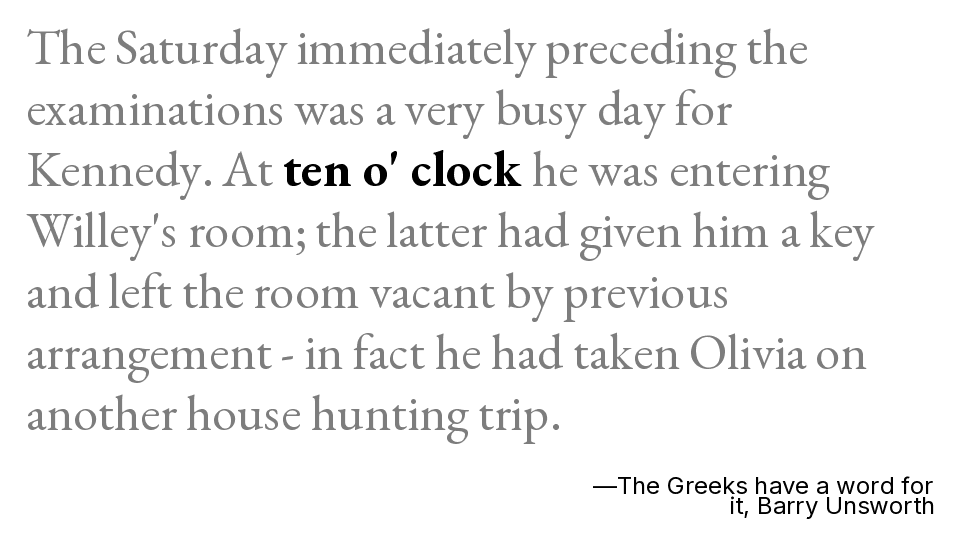 The Saturday immediately preceding the
examinations was a very busy day for
Kennedy. At ten o' clock he was entering
Willey's room; the latter had given him a key
and left the room vacant by previous
arrangement - in fact he had taken Olivia on
another house hunting trip.
—The Greeks have a word for
it, Barry Unsworth